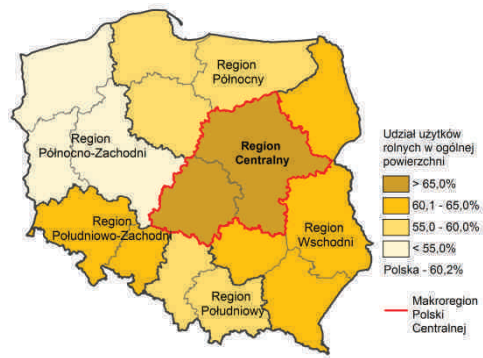 Region
Północny
Region
Północno-Zachodni
Region
Centralny
Region
Południowo-Zachodni
Region
Wschodni
Region
Południowy
Udział użytków
rolnych w ogólnej
powierzchni
> 65,0%
60,1 - 65,0%
55,0 - 60,0%
< 55,0%
Polska - 60,2%
Makroregion
Polski
Centralnej